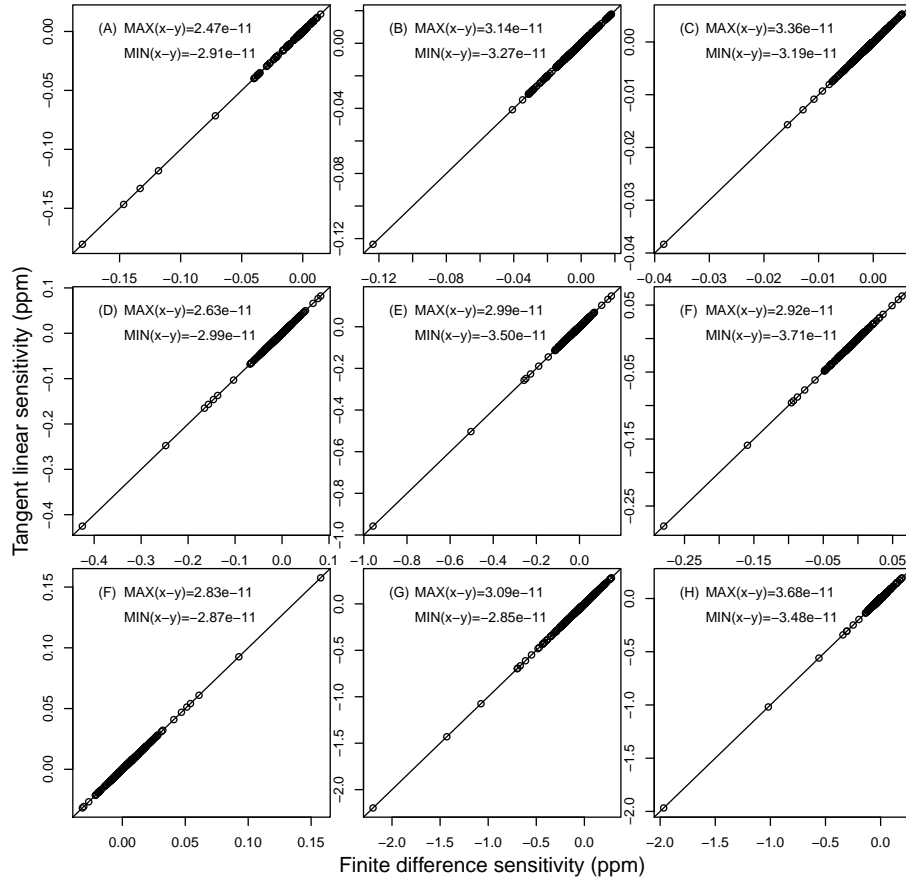 (A) MAX(x−y)=2.47e−11
MIN(x−y)=−2.91e−11
0.00
−0.05
−0.10
−0.15
−0.15 −0.10 −0.05 0.00
(B) MAX(x−y)=3.14e−11
MIN(x−y)=−3.27e−11
0.00
−0.04
−0.08
−0.12
−0.12 −0.08 −0.04 0.00
(C) MAX(x−y)=3.36e−11
MIN(x−y)=−3.19e−11
0.00
−0.01
−0.02
−0.03
−0.04
−0.04 −0.03 −0.02 −0.01 0.00
(D) MAX(x−y)=2.63e−11
MIN(x−y)=−2.99e−11
0.1
0.0
−0.1
−0.2
−0.3
−0.4
−0.4 −0.3 −0.2 −0.1 0.0 0.1
(E) MAX(x−y)=2.99e−11
MIN(x−y)=−3.50e−11
0.0
−0.2
−0.4
−0.6
−0.8
−1.0
−1.0 −0.8 −0.6 −0.4 −0.2 0.0
(F) MAX(x−y)=2.92e−11
MIN(x−y)=−3.71e−11
0.05
−0.05
−0.15
−0.25
−0.25 −0.15 −0.05 0.05
(F) MAX(x−y)=2.83e−11
MIN(x−y)=−2.87e−11
0.15
0.10
0.05
0.00
0.00 0.05 0.10 0.15
(G) MAX(x−y)=3.09e−11
MIN(x−y)=−2.85e−11
0.0
−0.5
−1.0
−1.5
−2.0
−2.0 −1.5 −1.0 −0.5 0.0
(H) MAX(x−y)=3.68e−11
MIN(x−y)=−3.48e−11
0.0
−0.5
−1.0
−1.5
−2.0
−2.0 −1.5 −1.0 −0.5 0.0
Tangent linear sensitivity (ppm)
Finite difference sensitivity (ppm)